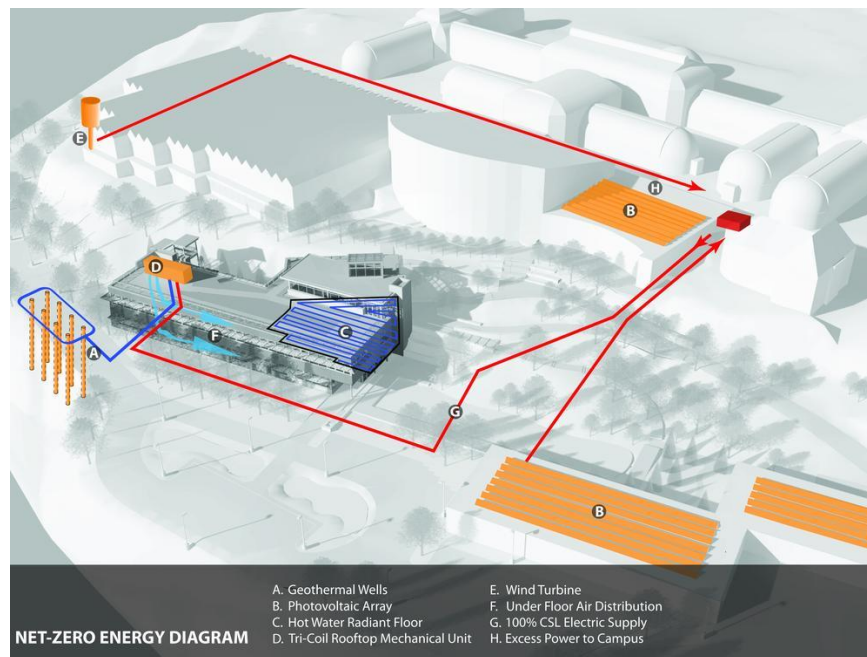 E
H
B
D
C
F
A
G
B
NET-ZERO ENERGY DIAGRAM
A. Geothermal Wells
B. Photovoltaic Array
C. Hot Water Radiant Floor
D. Tri-Coil Rooftop Mechanical Unit
E. Wind Turbine
F. Under Floor Air Distribution
G. 100% CSL Electric Supply
H. Excess Power to Campus